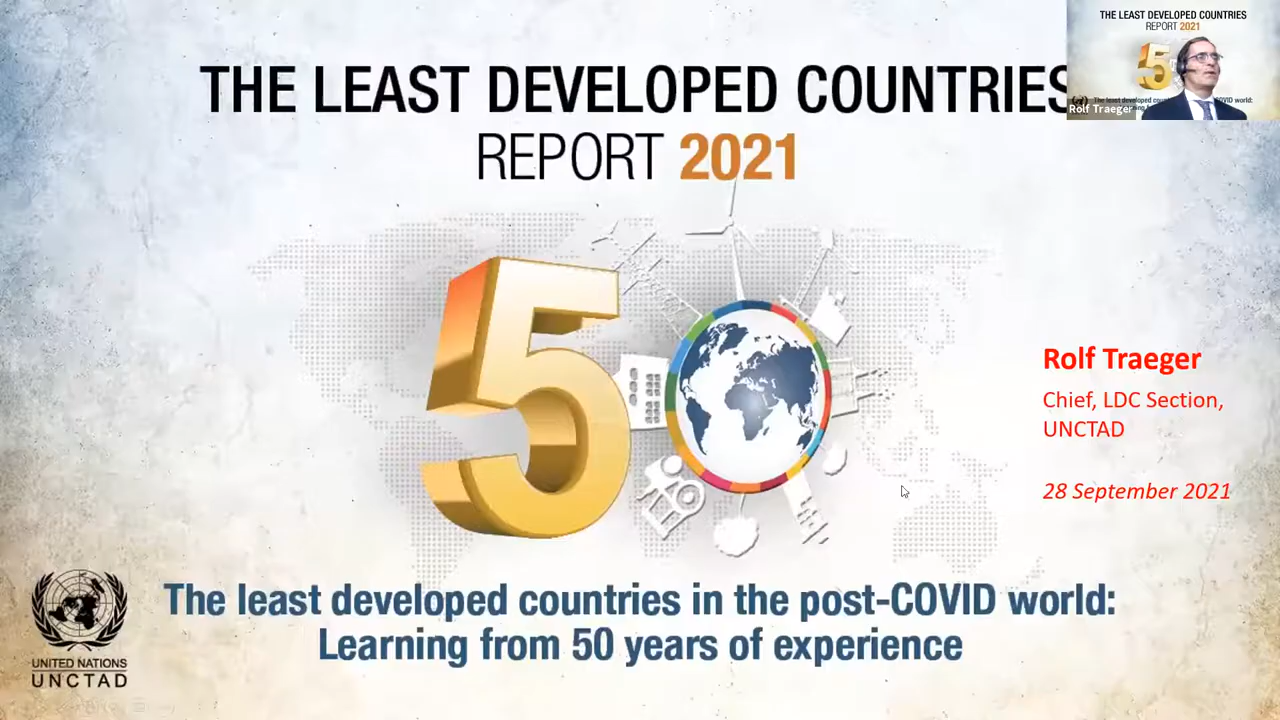 THE LEAST DEVELOPED COUNTRIES
REPORT 2021
THE LEAST DEVELOPED COUNTRIES
REPORT 2021
5
Rolf Traeger
50
Rolf Traeger
Chief, LDC Section,
UNCTAD
28 September 2021
The least developed countries in the post-COVID world:
Learning from 50 years of experience
UNITED NATIONS
UNCTAD